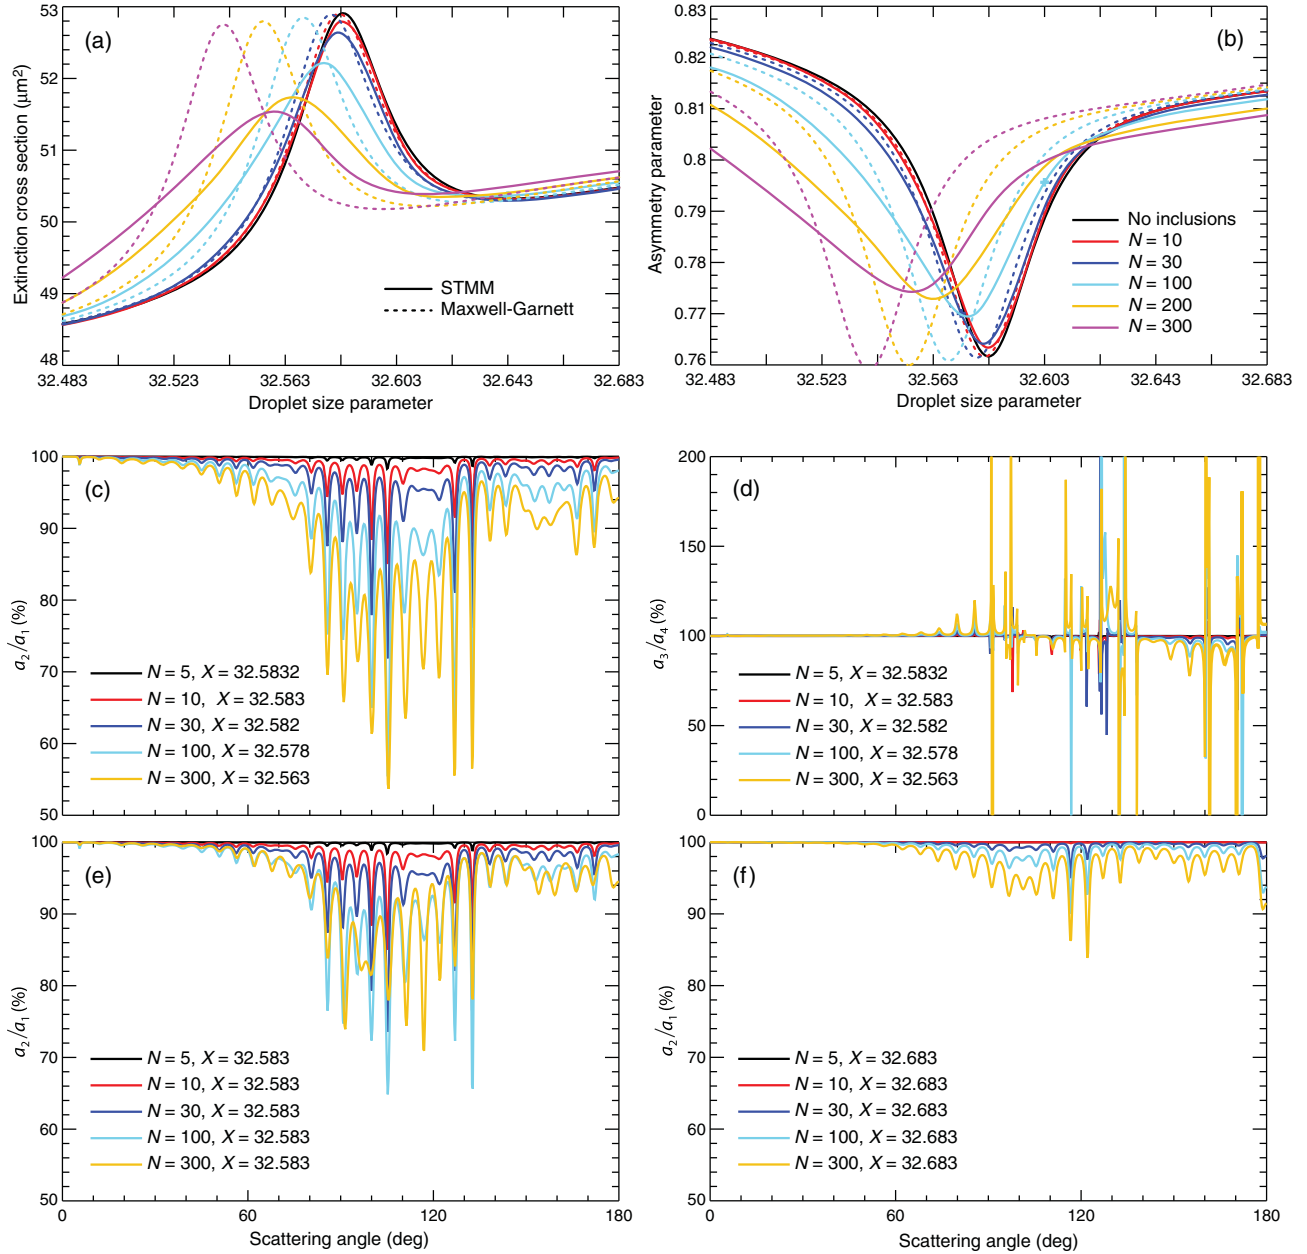 (a)
53
52
51
50
49
48
Extinction cross section (μm²)
STMM
Maxwell-Garnett
32.483
32.523
32.563
32.603
32.643
32.683
Droplet size parameter
(b)
0.83
0.82
0.81
0.8
0.79
0.78
0.77
0.76
Asymmetry parameter
No inclusions
N = 10
N = 30
N = 100
N = 200
N = 300
32.483
32.523
32.563
32.603
32.643
32.683
Droplet size parameter
(c)
100
90
80
70
60
50
a₂/a₁ (%)
N = 5, X = 32.5832
N = 10, X = 32.583
N = 30, X = 32.582
N = 100, X = 32.578
N = 300, X = 32.563
(d)
200
150
100
50
0
a₃/a₄ (%)
N = 5, X = 32.5832
N = 10, X = 32.583
N = 30, X = 32.582
N = 100, X = 32.578
N = 300, X = 32.563
0
60
120
180
(e)
100
90
80
70
60
50
a₂/a₁ (%)
N = 5, X = 32.583
N = 10, X = 32.583
N = 30, X = 32.583
N = 100, X = 32.583
N = 300, X = 32.583
0
60
120
180
Scattering angle (deg)
(f)
100
90
80
70
60
50
a₂/a₁ (%)
N = 5, X = 32.683
N = 10, X = 32.683
N = 30, X = 32.683
N = 100, X = 32.683
N = 300, X = 32.683
0
60
120
180
Scattering angle (deg)